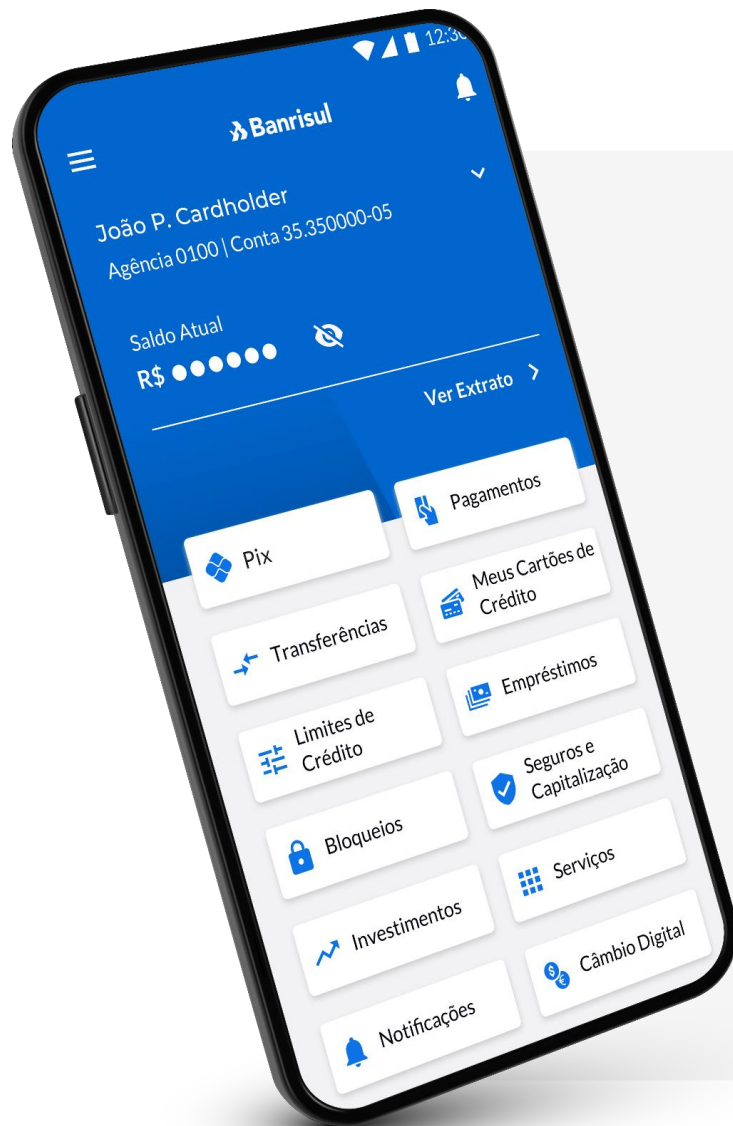 12:30
Banrisul
João P. Cardholder
Agência 0100 | Conta 35.350000-05
Saldo Atual
R$ ●●●●●●
Ver Extrato
Pix
Pagamentos
Transferências
Meus Cartões de
Crédito
Limites de
Crédito
Empréstimos
Bloqueios
Seguros e
Capitalização
Investimentos
Serviços
Notificações
Câmbio Digital